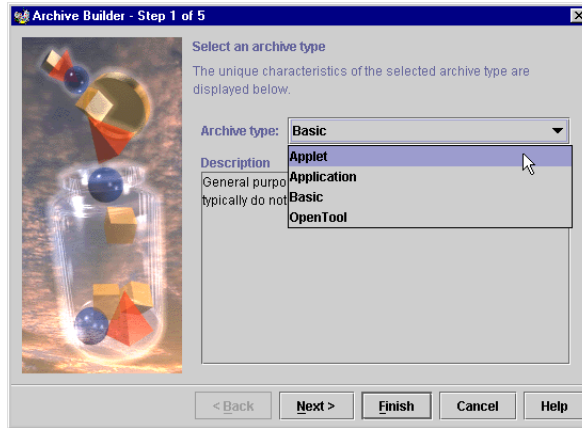 Archive Builder - Step 1 of 5
Select an archive type
The unique characteristics of the selected archive type are
displayed below.
Archive type: Basic
Applet
Application
Basic
OpenTool
Description
General purpo
typically do not
< Back Next > Finish Cancel Help